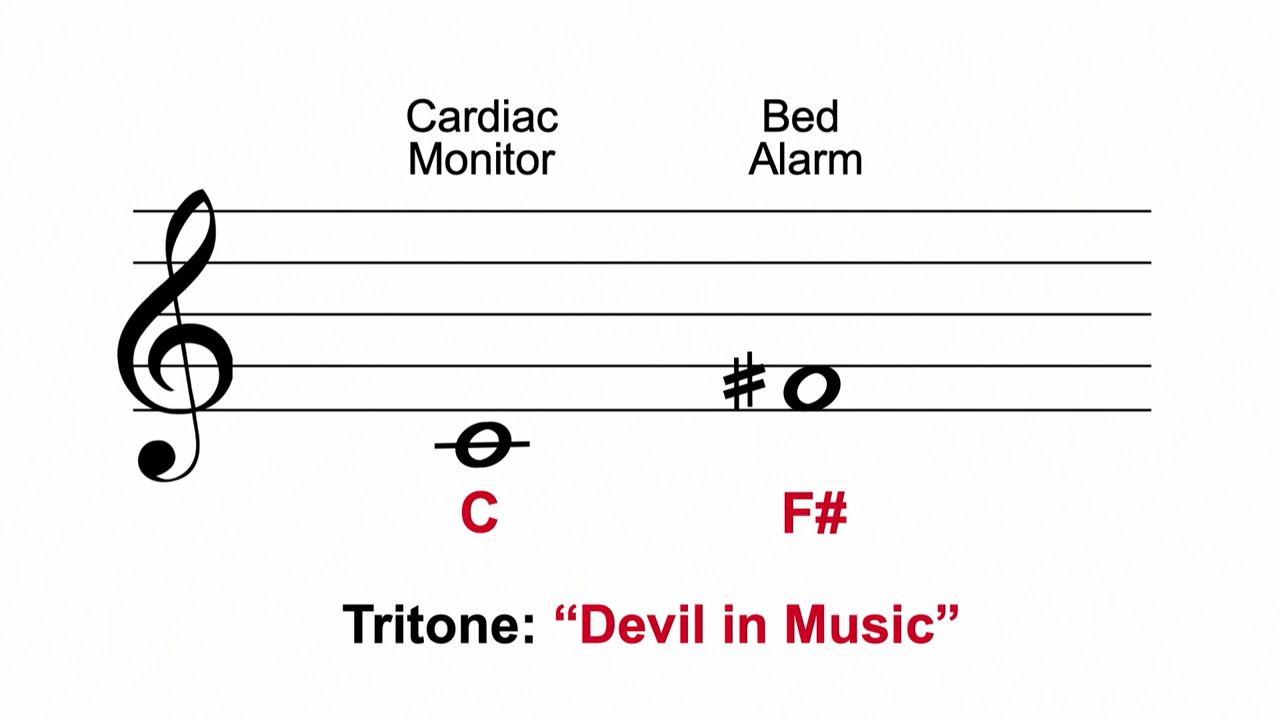 Cardiac
Monitor
Bed
Alarm
C
F#
Tritone: “Devil in Music”